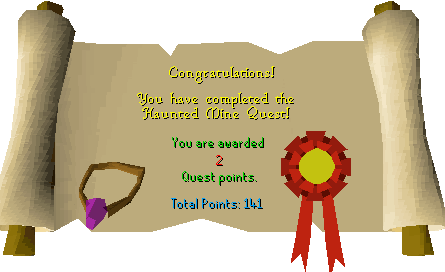 Congratulations!
You have completed the
Haunted Mine Quest!
You are awarded
2
Quest points.
Total Points: 141